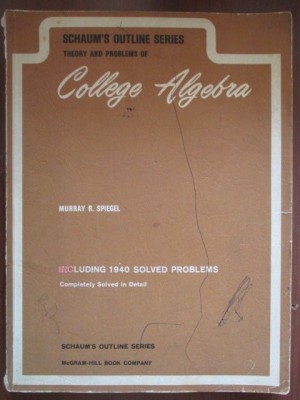 SCHAUM'S OUTLINE SERIES
THEORY AND PROBLEMS OF
College Algebra
MURRAY R. SPIEGEL
INCLUDING 1940 SOLVED PROBLEMS
Completely Solved in Detail
SCHAUM'S OUTLINE SERIES
McGRAW-HILL BOOK COMPANY